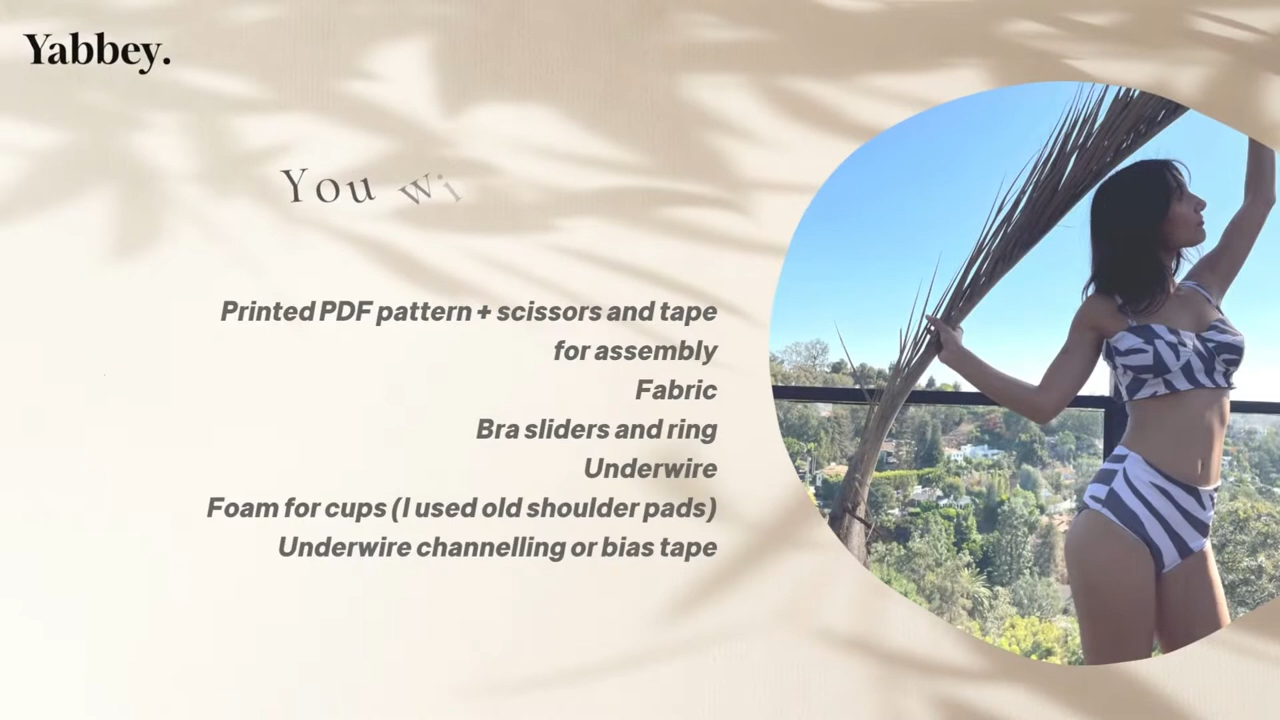 Yabbey.
You wi
Printed PDF pattern + scissors and tape
for assembly
Fabric
Bra sliders and ring
Underwire
Foam for cups (I used old shoulder pads)
Underwire channelling or bias tape